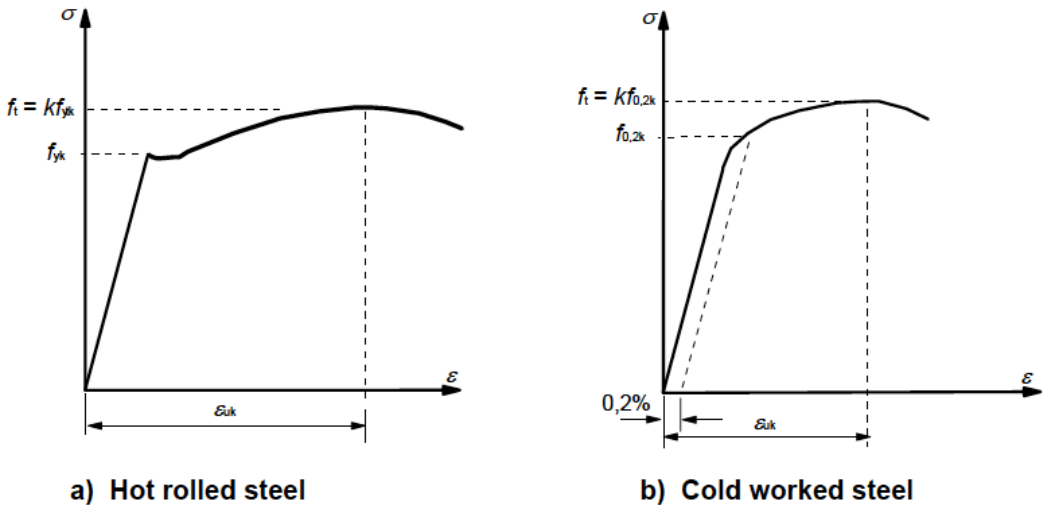 σ
fₜ = kfyk
fyk
ε
εuk
a) Hot rolled steel
σ
fₜ = kf0,2k
f0,2k
ε
0,2%
εuk
b) Cold worked steel